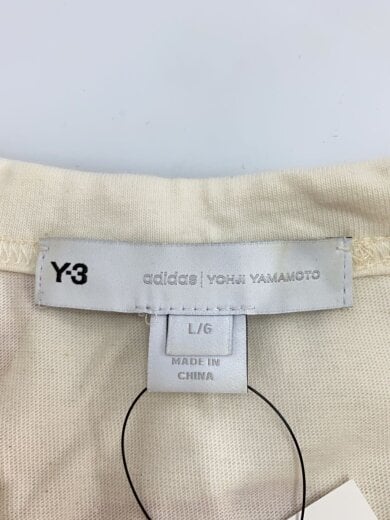 Y-3 adidas | YOHJI YAMAMOTO
L/G
MADE IN
CHINA